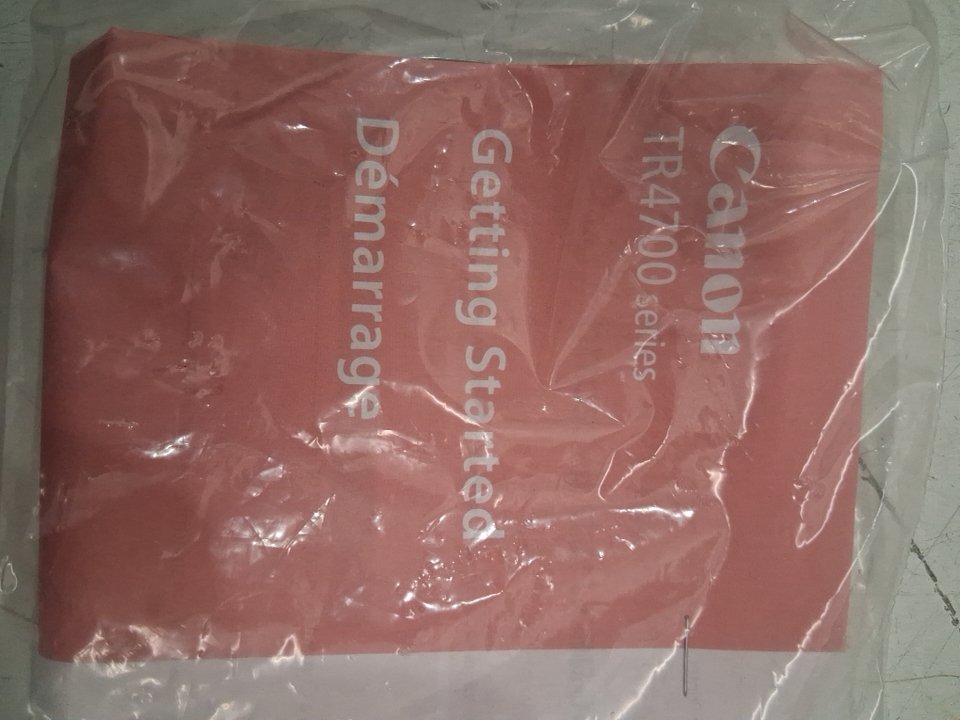 Canon
TR4700 series
Getting Started
Démarrage